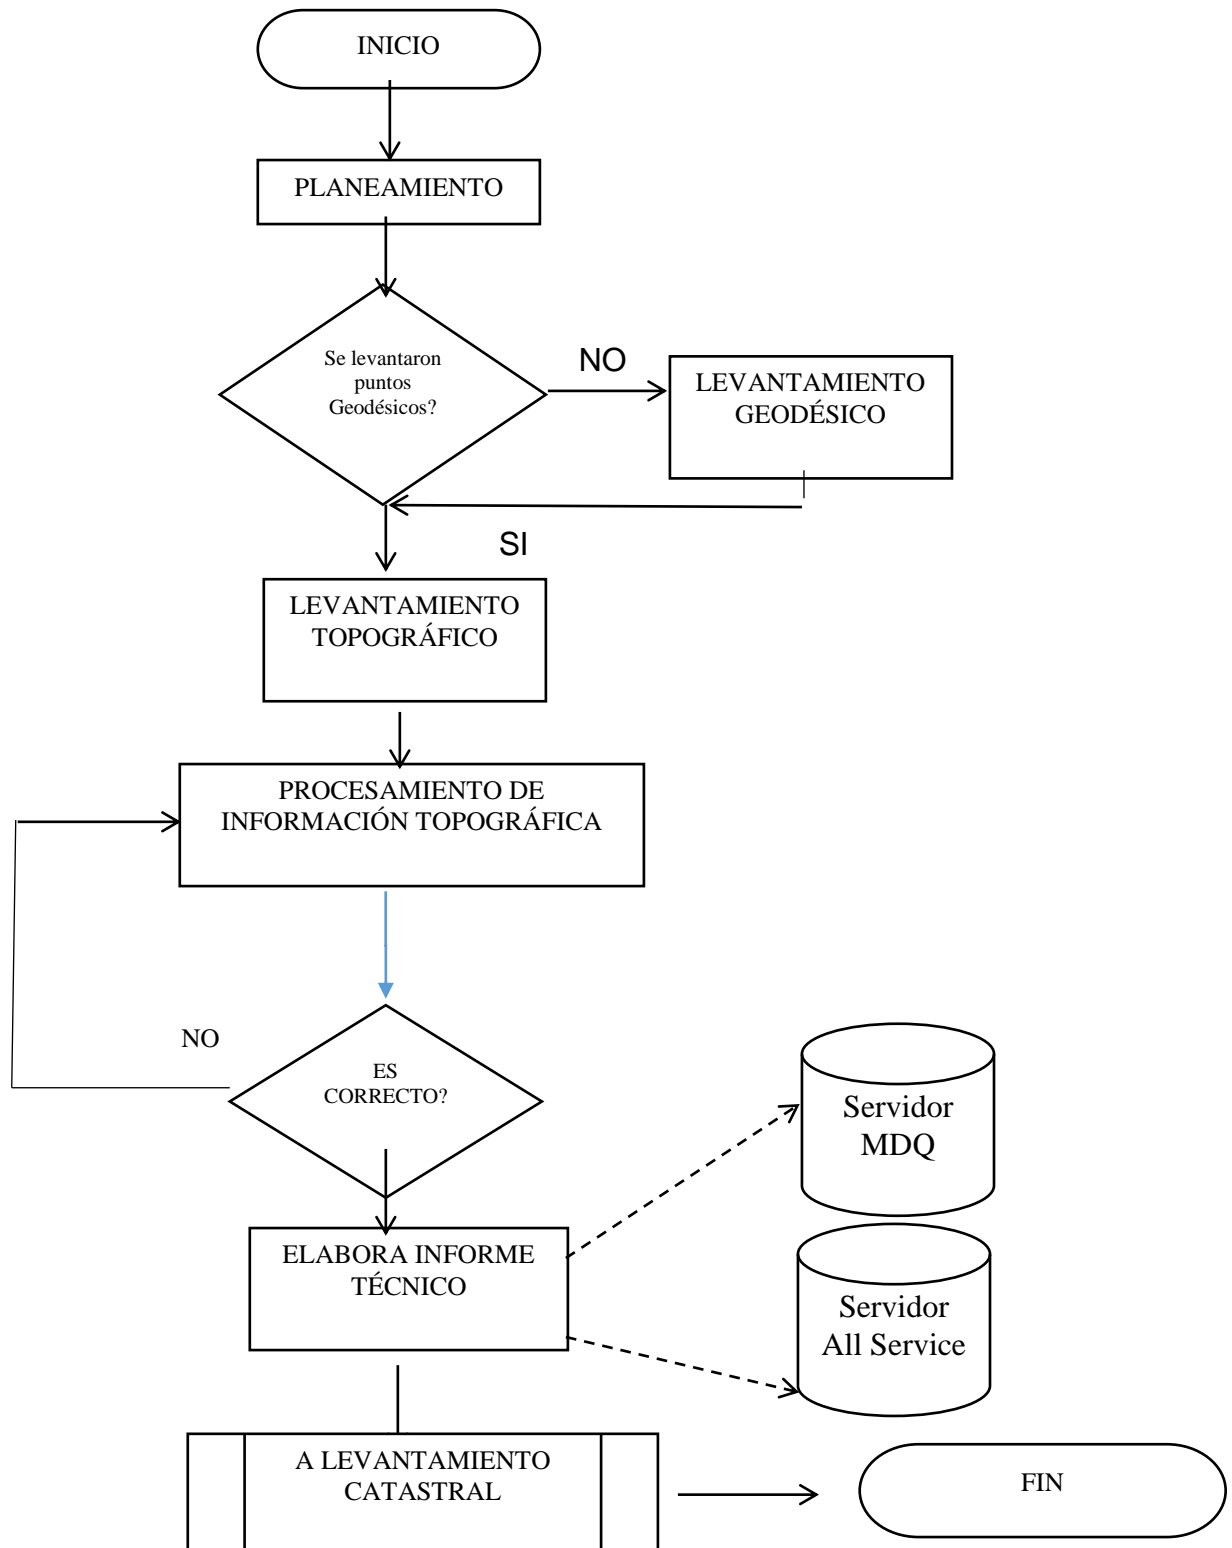 INICIO
PLANEAMIENTO
Se levantaron
puntos
Geodésicos?
NO
LEVANTAMIENTO
GEODÉSICO
SI
LEVANTAMIENTO
TOPOGRÁFICO
PROCESAMIENTO DE
INFORMACIÓN TOPOGRÁFICA
NO
ES
CORRECTO?
Servidor
MDQ
ELABORA INFORME
TÉCNICO
Servidor
All Service
A LEVANTAMIENTO
CATASTRAL
FIN